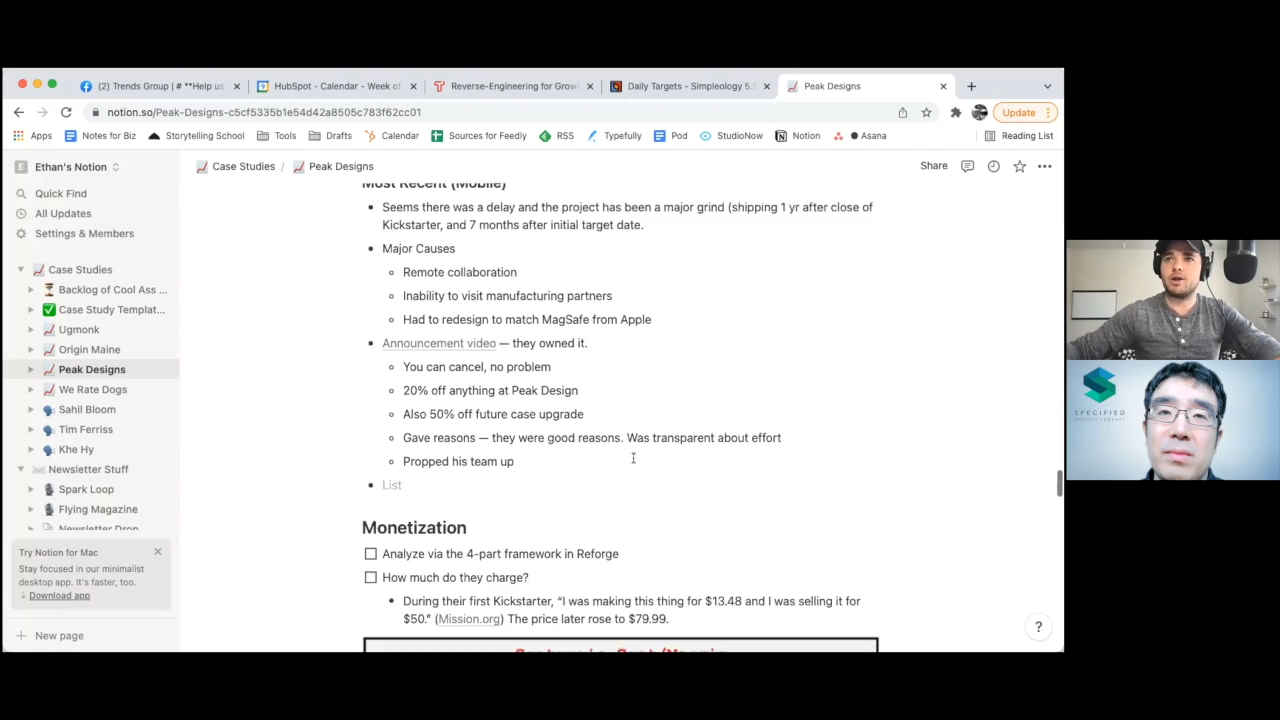 (2) Trends Group | # **Help us
HubSpot - Calendar - Week of
Reverse-Engineering for Grow
Daily Targets - Simpleology 5.
Peak Designs
notion.so/Peak-Designs-c5cf5335b1e54d42a8505c783f62cc01
Update
Apps
Notes for Biz
Storytelling School
Tools
Drafts
Calendar
Sources for Feedly
RSS
Typefully
Pod
StudioNow
Notion
Asana
Reading List
E Ethan's Notion
Case Studies / Peak Designs
Share
Quick Find
All Updates
Settings & Members
Case Studies
Backlog of Cool Ass ...
Case Study Templat...
Ugmonk
Origin Maine
Peak Designs
We Rate Dogs
Sahil Bloom
Tim Ferriss
Khe Hy
Newsletter Stuff
Spark Loop
Flying Magazine
Newsletter Drop
Try Notion for Mac
Stay focused in our minimalist
desktop app. It's faster, too.
Download app
New page
Most Recent (Mobile)
Seems there was a delay and the project has been a major grind (shipping 1 yr after close of
Kickstarter, and 7 months after initial target date.
Major Causes
Remote collaboration
Inability to visit manufacturing partners
Had to redesign to match MagSafe from Apple
Announcement video — they owned it.
You can cancel, no problem
20% off anything at Peak Design
Also 50% off future case upgrade
Gave reasons — they were good reasons. Was transparent about effort
Propped his team up
List
Monetization
Analyze via the 4-part framework in Reforge
How much do they charge?
During their first Kickstarter, “I was making this thing for $13.48 and I was selling it for
$50.” (Mission.org) The price later rose to $79.99.
?
SPECIFIED